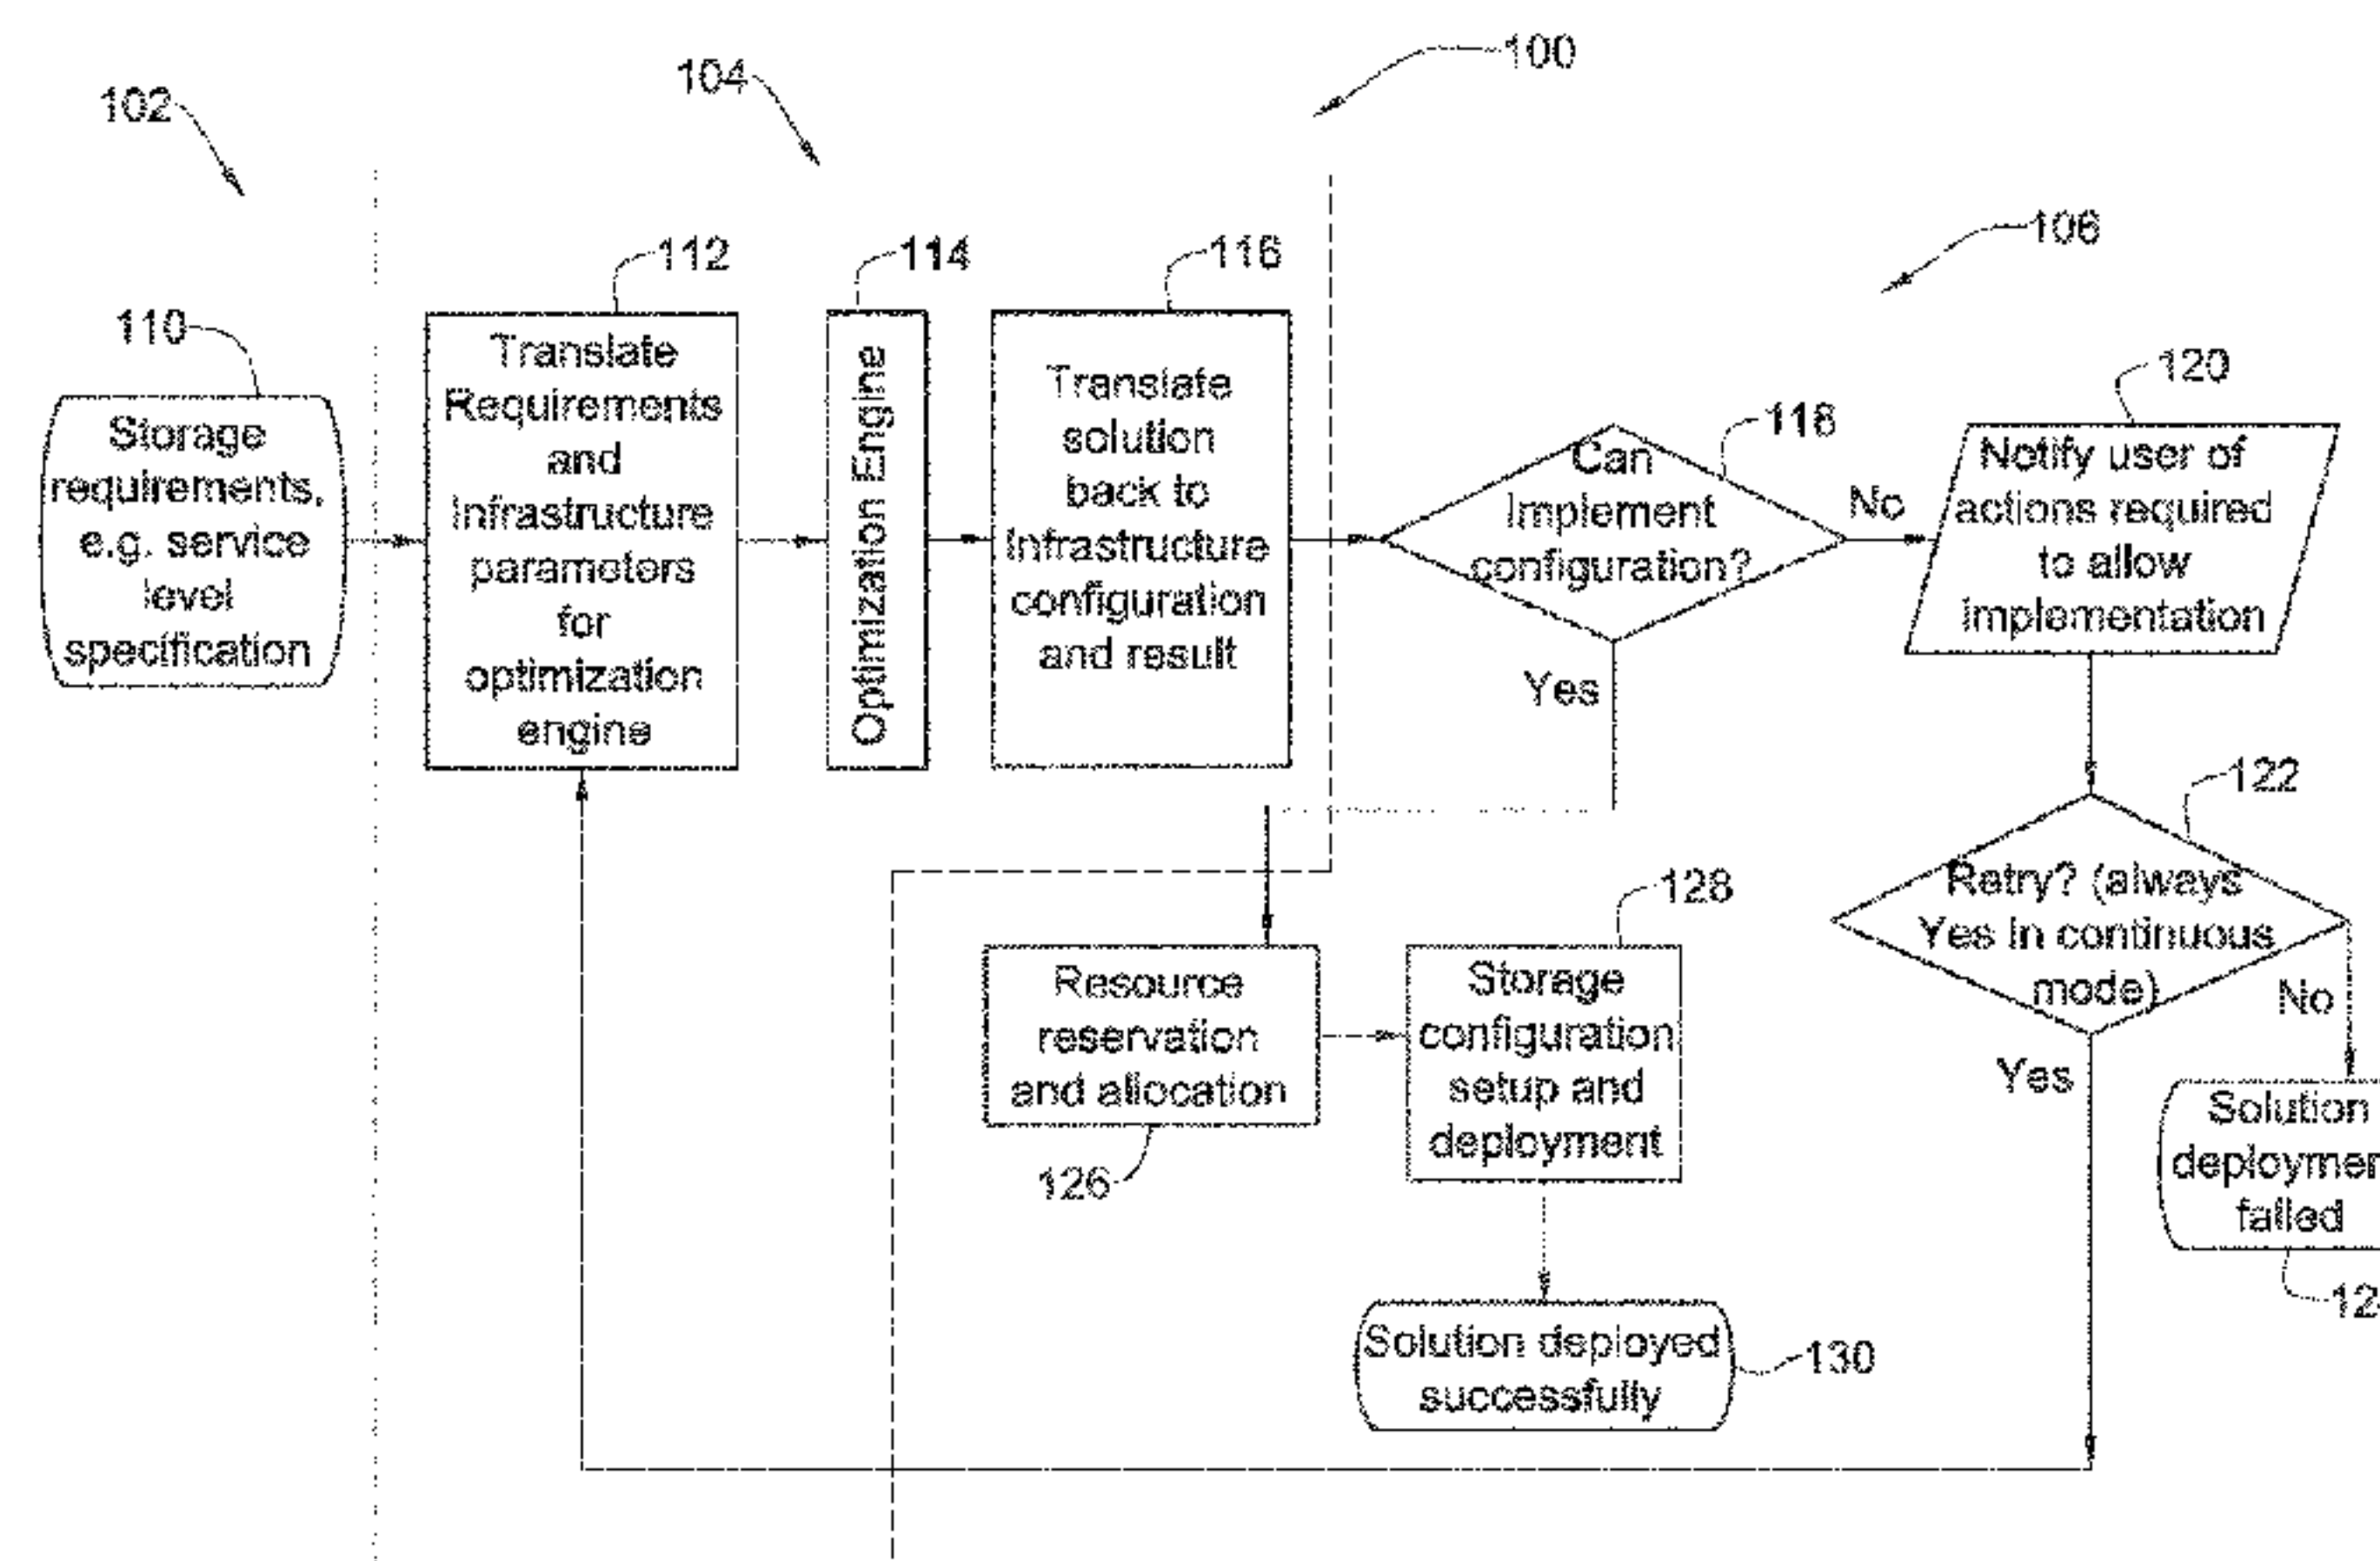 100
104
102
106
112
114
116
110
120
118
Storage
requirements,
e.g. service
level
specification
Translate
Requirements
and
Infrastructure
parameters
for
optimization
engine
Optimization Engine
Translate
solution
back to
Infrastructure
configuration
and result
Can
Implement
configuration?
No
Yes
Notify user of
actions required
to allow
implementation
122
Retry? (always
Yes in continuous
mode)
No
Yes
128
Resource
reservation
and allocation
126
Storage
configuration
setup and
deployment
Solution
deploymen
failed
12
Solution deployed
successfully
130